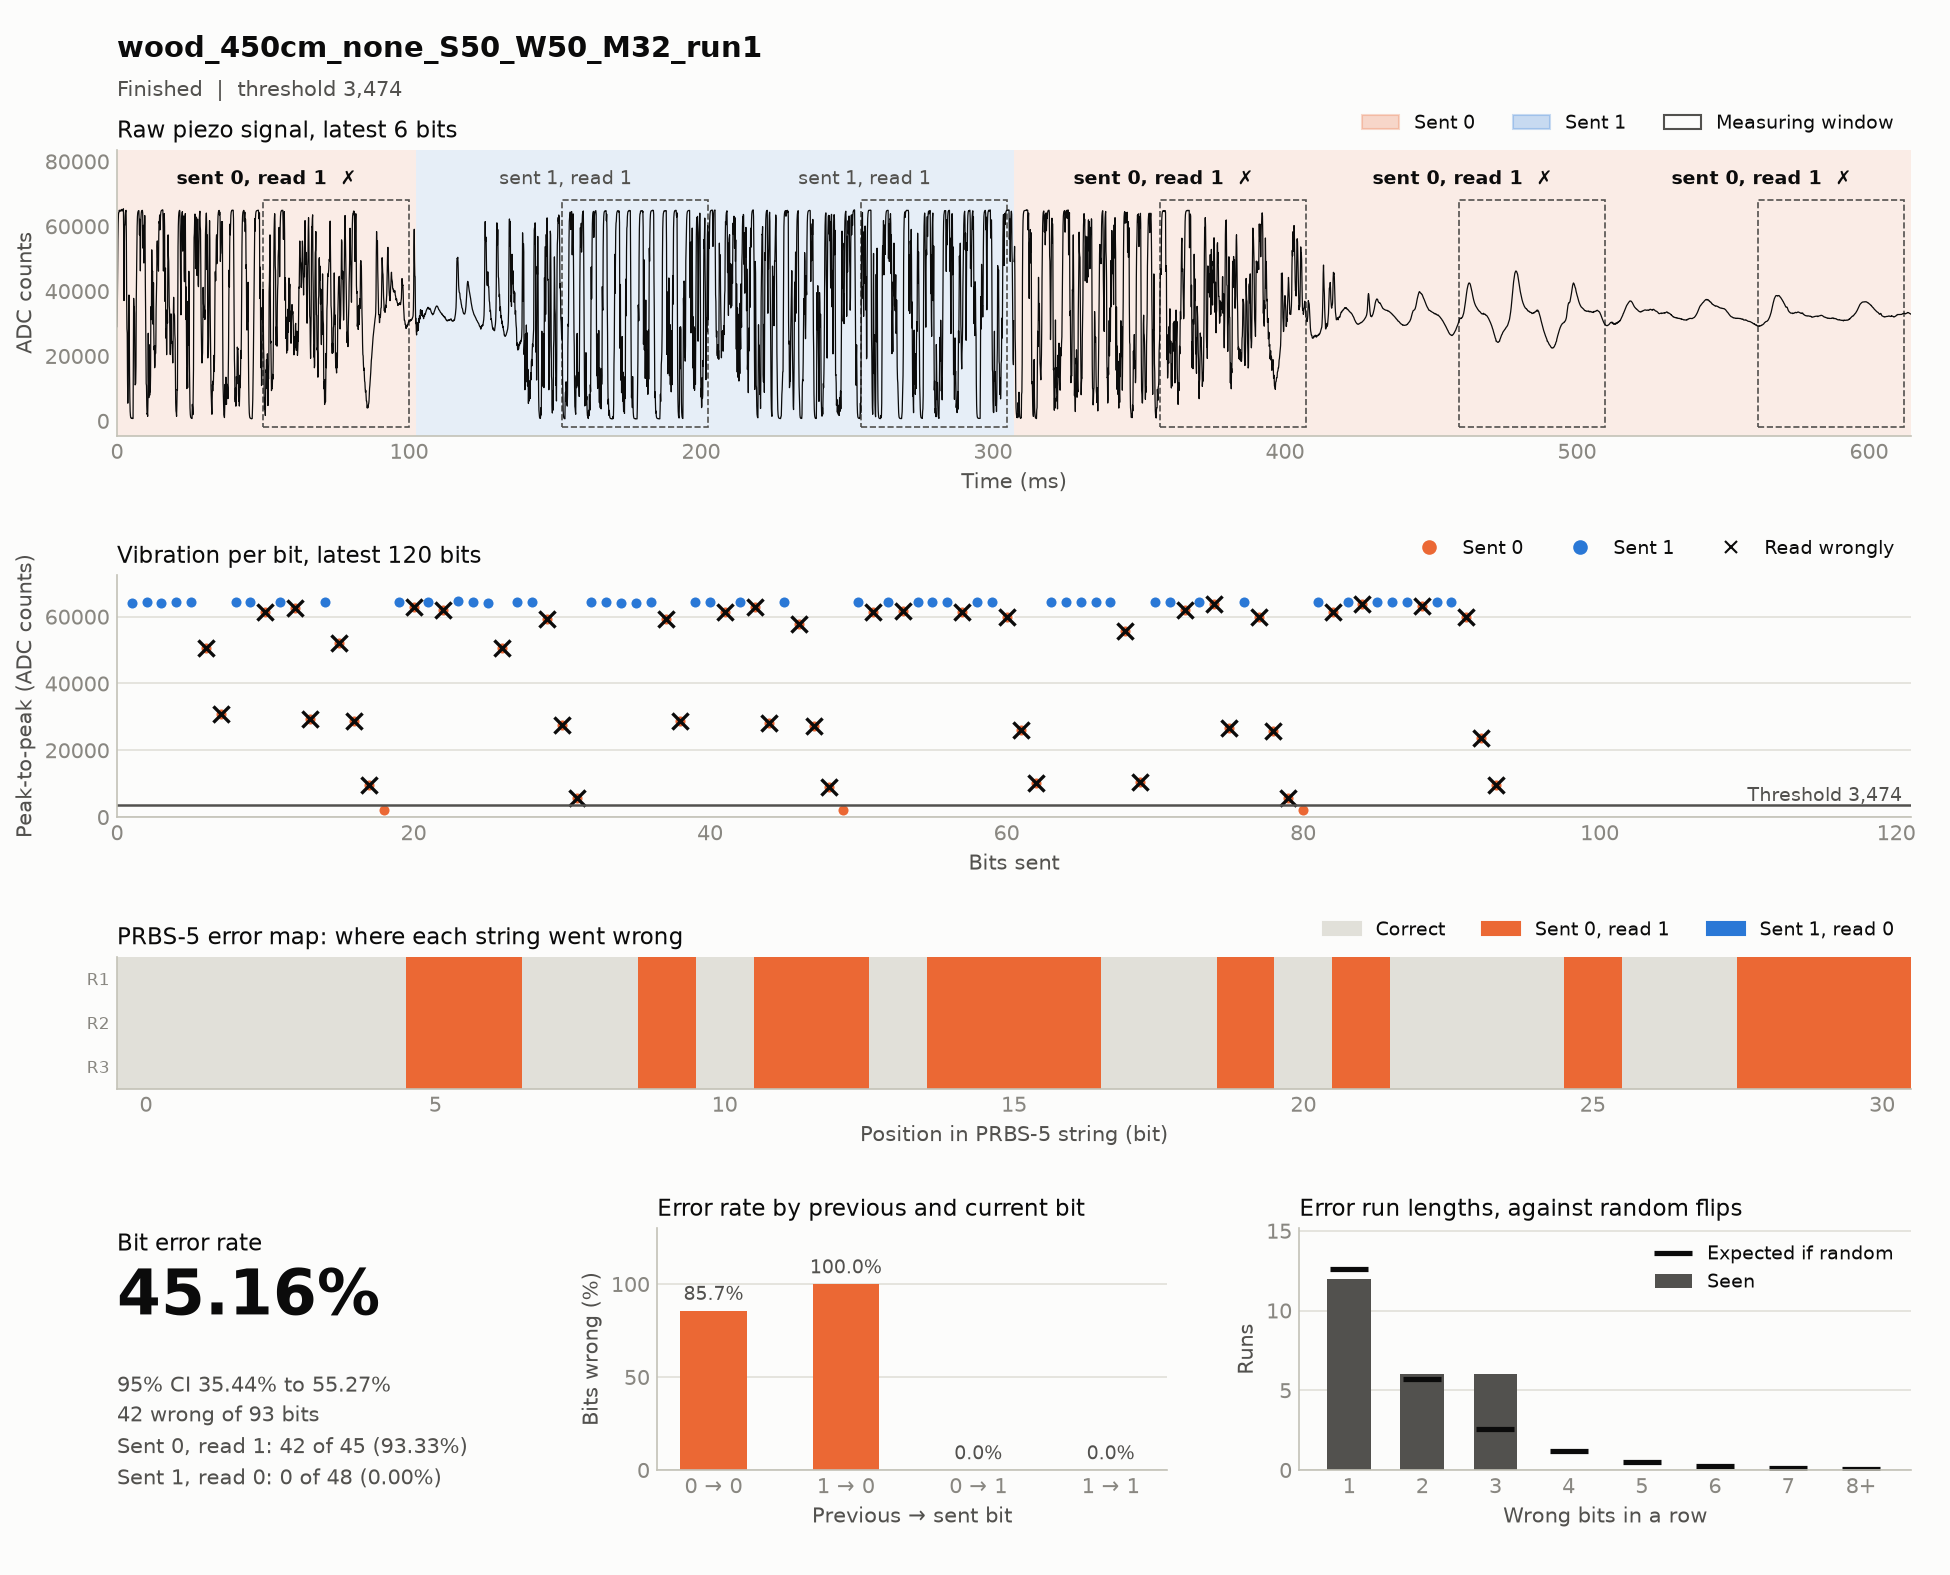 wood_450cm_none_S50_W50_M32_run1
Finished | threshold 3,474
Raw piezo signal, latest 6 bits
Sent 0 Sent 1 Measuring window
sent 0, read 1 ✗ sent 1, read 1 sent 1, read 1 sent 0, read 1 ✗ sent 0, read 1 ✗ sent 0, read 1 ✗
ADC counts
80000
60000
40000
20000
0
0 100 200 300 400 500 600
Time (ms)
Vibration per bit, latest 120 bits
Sent 0 Sent 1 Read wrongly
Peak-to-peak (ADC counts)
60000
40000
20000
0
Threshold 3,474
0 20 40 60 80 100 120
Bits sent
PRBS-5 error map: where each string went wrong
Correct Sent 0, read 1 Sent 1, read 0
R1
R2
R3
0 5 10 15 20 25 30
Position in PRBS-5 string (bit)
Bit error rate
45.16%
95% CI 35.44% to 55.27%
42 wrong of 93 bits
Sent 0, read 1: 42 of 45 (93.33%)
Sent 1, read 0: 0 of 48 (0.00%)
Error rate by previous and current bit
Bits wrong (%)
100
50
0
85.7% 100.0% 0.0% 0.0%
0 → 0 1 → 0 0 → 1 1 → 1
Previous → sent bit
Error run lengths, against random flips
Expected if random
Seen
Runs
15
10
5
0
1 2 3 4 5 6 7 8+
Wrong bits in a row